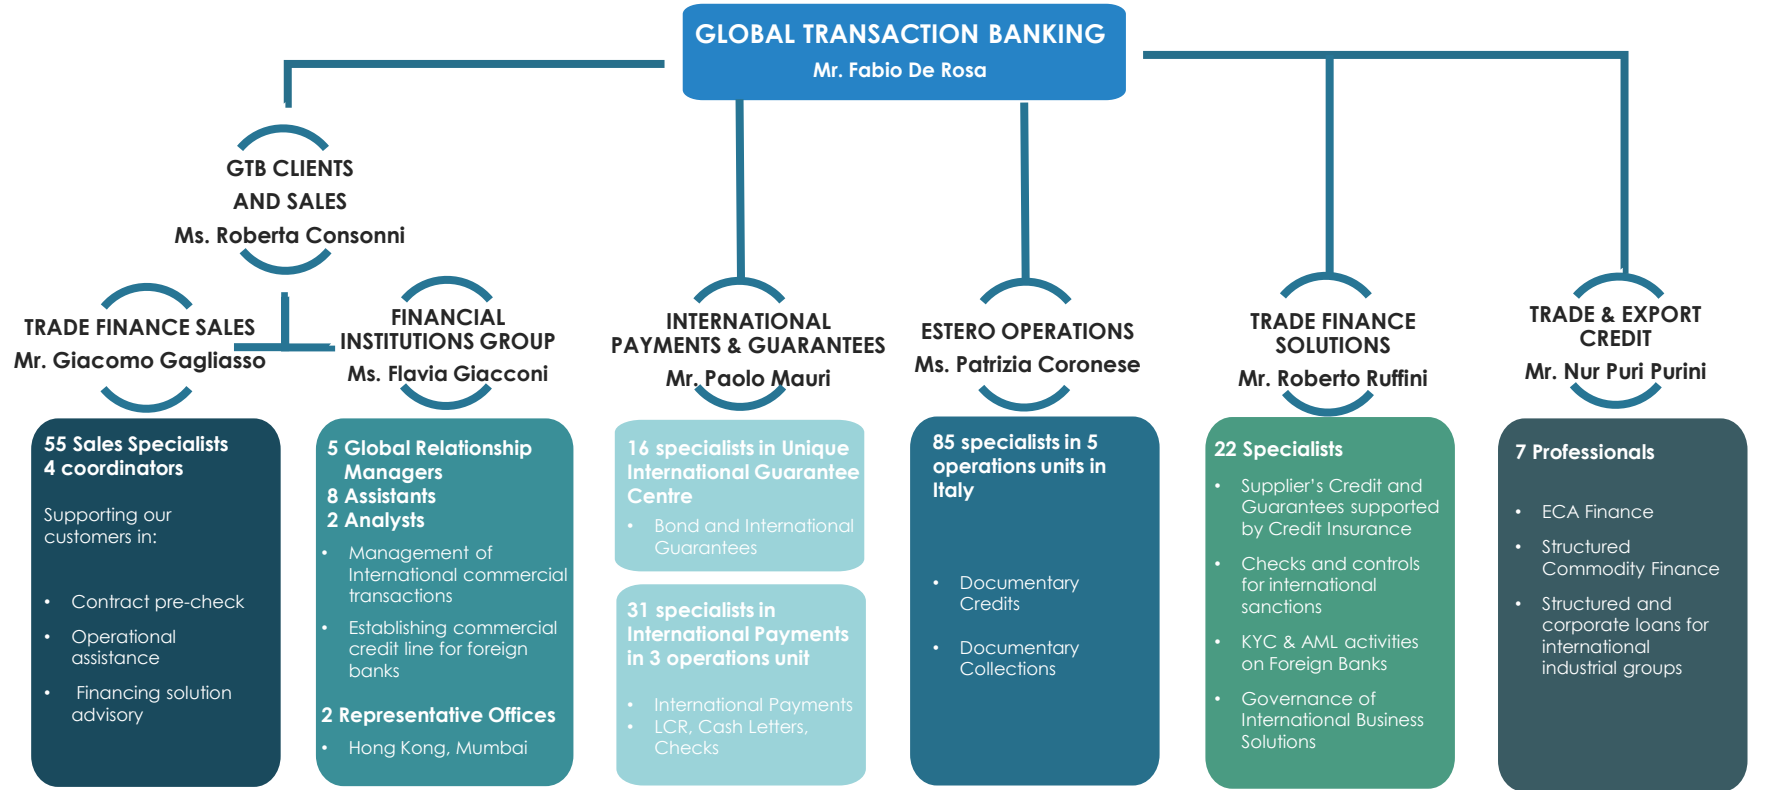 GLOBAL TRANSACTION BANKING
Mr. Fabio De Rosa
GTB CLIENTS
AND SALES
Ms. Roberta Consonni
TRADE FINANCE SALES
Mr. Giacomo Gagliasso
FINANCIAL
INSTITUTIONS GROUP
Ms. Flavia Giacconi
INTERNATIONAL
PAYMENTS & GUARANTEES
Mr. Paolo Mauri
ESTERO OPERATIONS
Ms. Patrizia Coronese
TRADE FINANCE
SOLUTIONS
Mr. Roberto Ruffini
TRADE & EXPORT
CREDIT
Mr. Nur Puri Purini
55 Sales Specialists
4 coordinators
Supporting our
customers in:
• Contract pre-check
• Operational
assistance
• Financing solution
advisory
5 Global Relationship
Managers
8 Assistants
2 Analysts
• Management of
International commercial
transactions
• Establishing commercial
credit line for foreign
banks
2 Representative Offices
• Hong Kong, Mumbai
16 specialists in Unique
International Guarantee
Centre
• Bond and International
Guarantees
31 specialists in
International Payments
in 3 operations unit
• International Payments
• LCR, Cash Letters,
Checks
85 specialists in 5
operations units in
Italy
• Documentary
Credits
• Documentary
Collections
22 Specialists
• Supplier’s Credit and
Guarantees supported
by Credit Insurance
• Checks and controls
for international
sanctions
• KYC & AML activities
on Foreign Banks
• Governance of
International Business
Solutions
7 Professionals
• ECA Finance
• Structured
Commodity Finance
• Structured and
corporate loans for
international
industrial groups